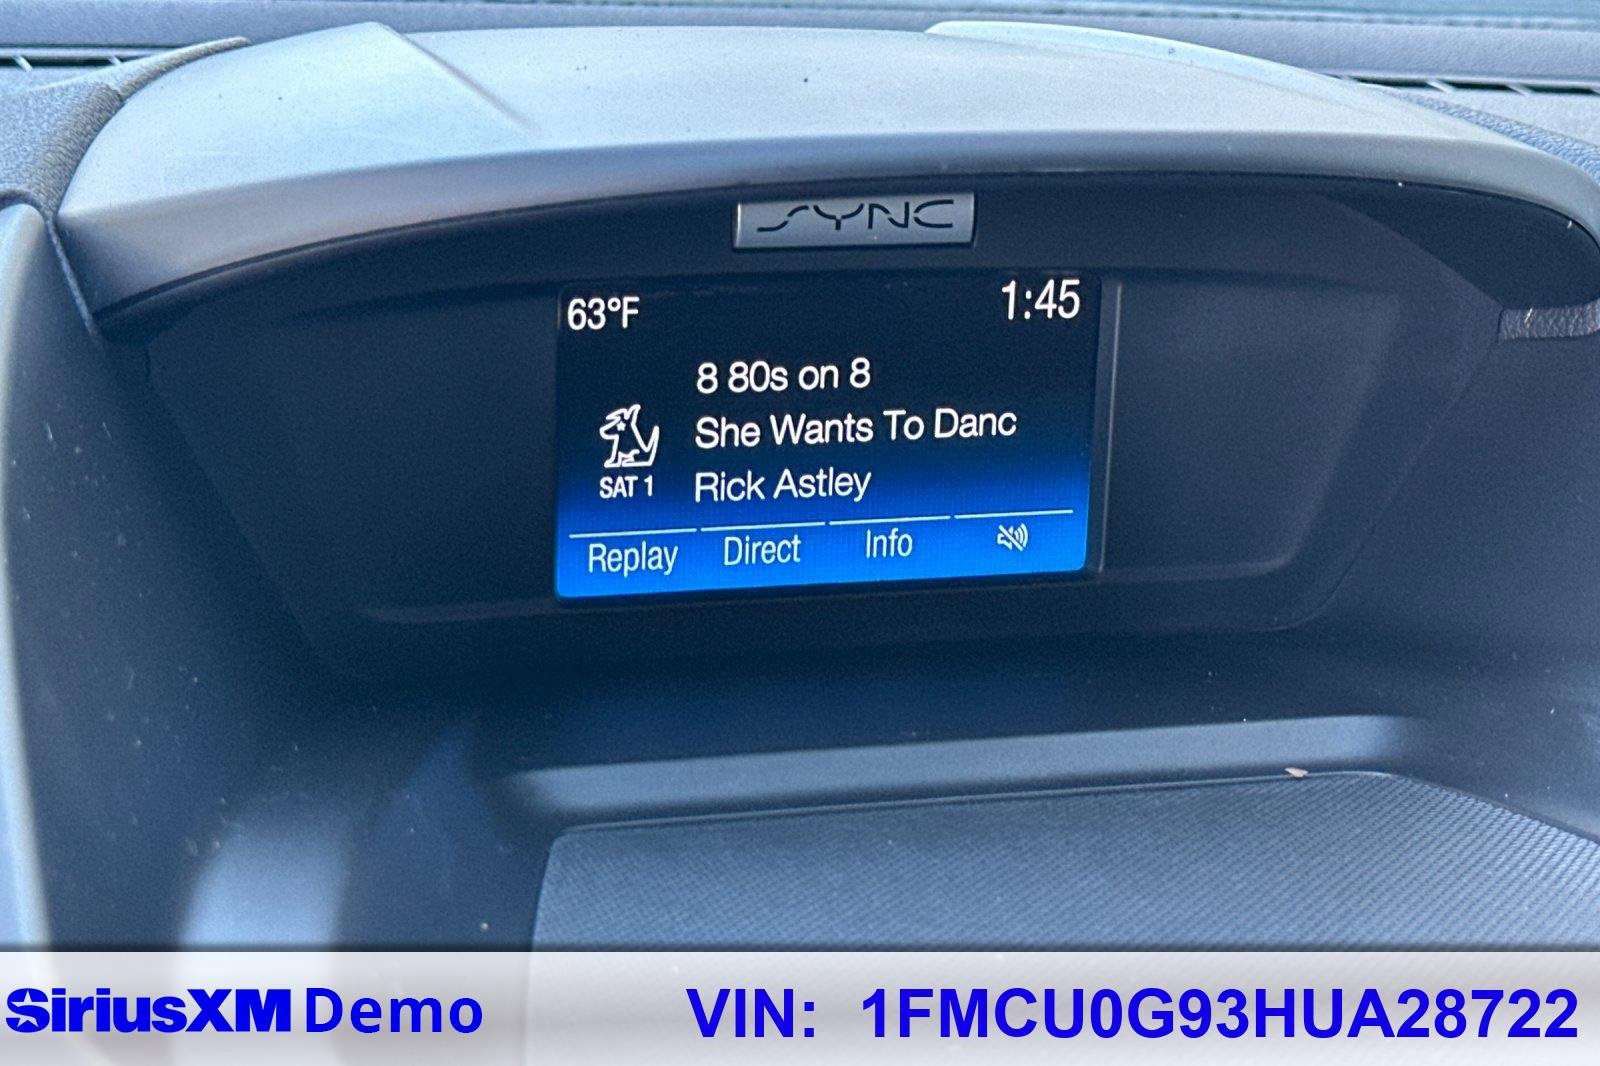 SYNC
63°F 1:45
8 80s on 8
She Wants To Danc
SAT 1 Rick Astley
Replay Direct Info
SiriusXM Demo VIN: 1FMCU0G93HUA28722